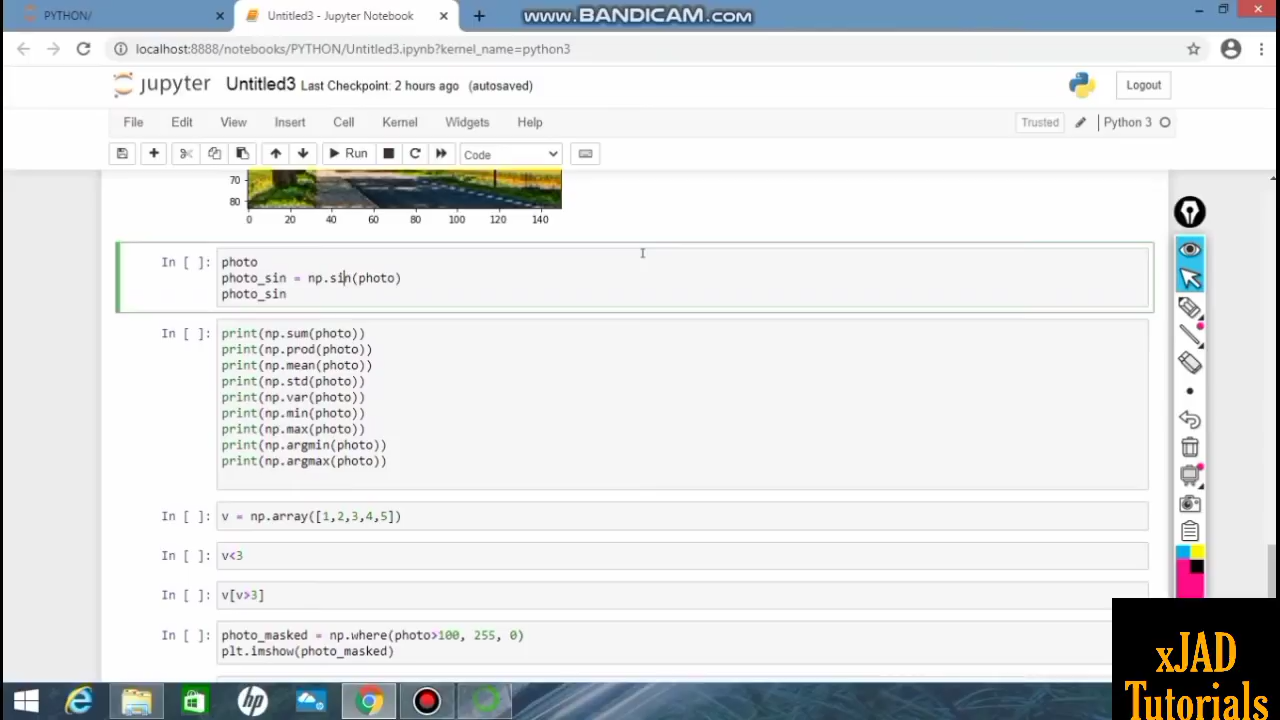 PYTHON/
Untitled3 - Jupyter Notebook
WWW.BANDICAM.COM
localhost:8888/notebooks/PYTHON/Untitled3.ipynb?kernel_name=python3
jupyter Untitled3 Last Checkpoint: 2 hours ago (autosaved)
Logout
File Edit View Insert Cell Kernel Widgets Help
Trusted
Python 3
Run
Code
70
80
0 20 40 60 80 100 120 140
In [ ]: photo
photo_sin = np.sin(photo)
photo_sin
In [ ]: print(np.sum(photo))
print(np.prod(photo))
print(np.mean(photo))
print(np.std(photo))
print(np.var(photo))
print(np.min(photo))
print(np.max(photo))
print(np.argmin(photo))
print(np.argmax(photo))
In [ ]: v = np.array([1,2,3,4,5])
In [ ]: v<3
In [ ]: v[v>3]
In [ ]: photo_masked = np.where(photo>100, 255, 0)
plt.imshow(photo_masked)
xJAD
Tutorials
hp